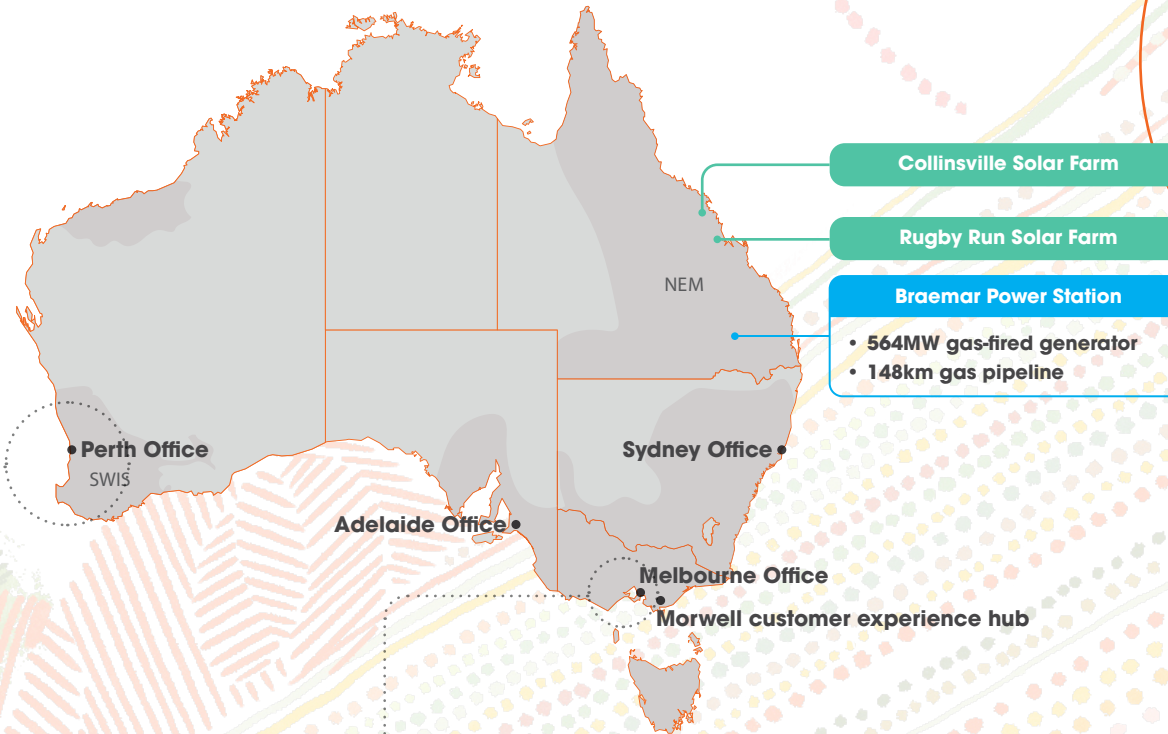 Collinsville Solar Farm
Rugby Run Solar Farm
NEM
Braemar Power Station
• 564MW gas-fired generator
• 148km gas pipeline
Perth Office
SWIS
Sydney Office
Adelaide Office
Melbourne Office
Morwell customer experience hub